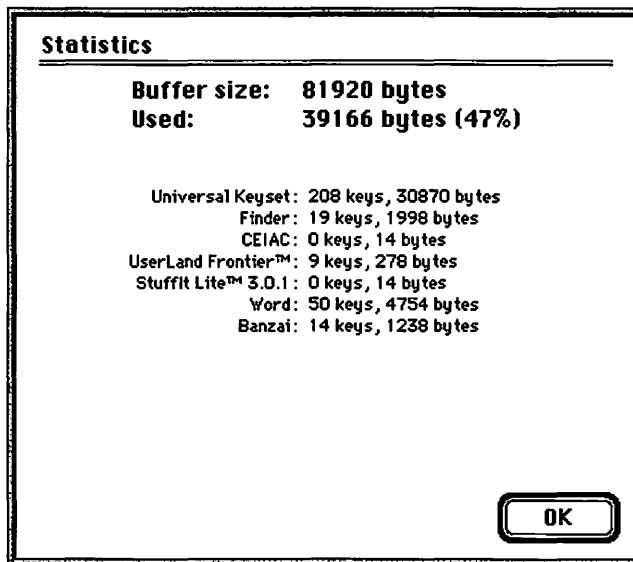 Statistics
Buffer size: 81920 bytes
Used: 39166 bytes (47%)
Universal Keyset: 208 keys, 30870 bytes
Finder: 19 keys, 1998 bytes
CEIAC: 0 keys, 14 bytes
UserLand Frontier™: 9 keys, 278 bytes
StuffIt Lite™ 3.0.1: 0 keys, 14 bytes
Word: 50 keys, 4754 bytes
Banzai: 14 keys, 1238 bytes
OK